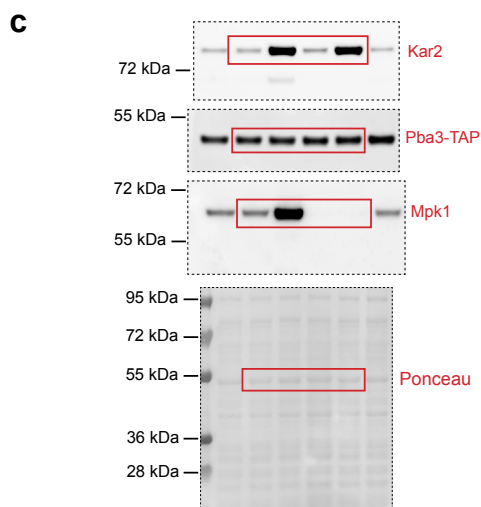 c
Kar2
72 kDa
55 kDa
Pba3-TAP
72 kDa
Mpk1
55 kDa
95 kDa
72 kDa
55 kDa
Ponceau
36 kDa
28 kDa